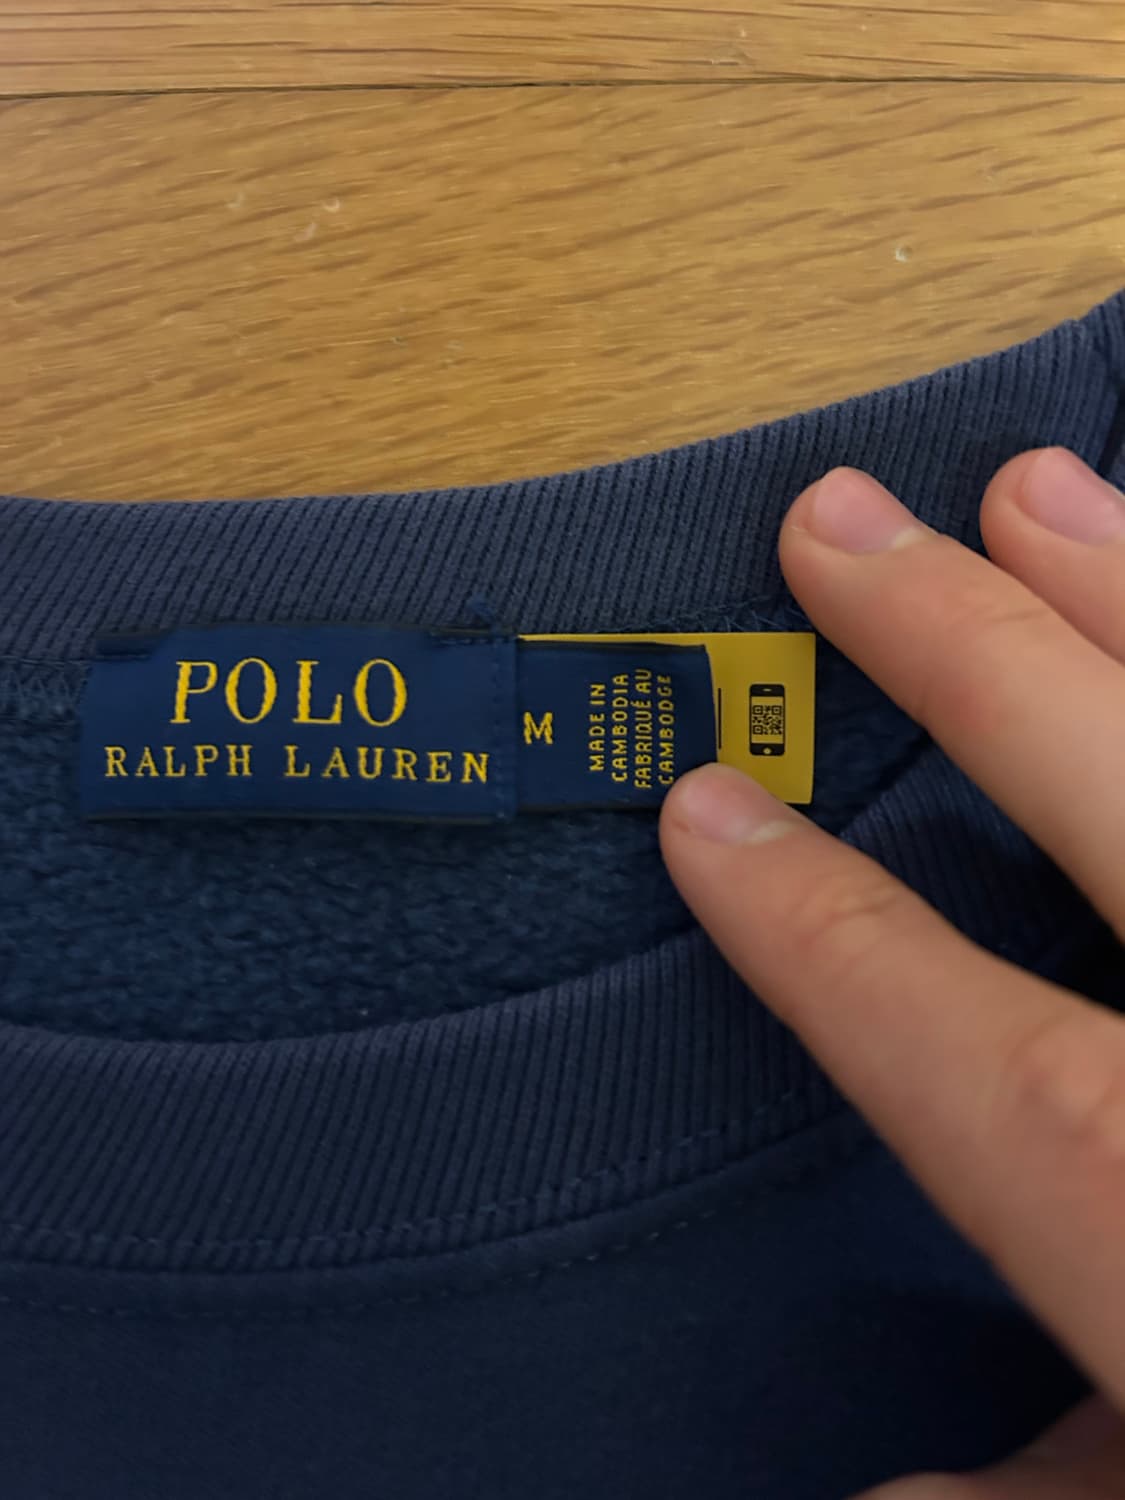 POLO
RALPH LAUREN
M
MADE IN
CAMBODIA
FABRIQUÉ AU
CAMBODGE